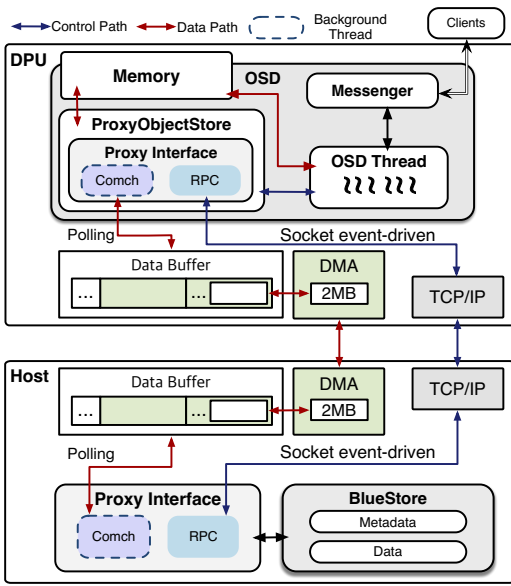 Control Path
Data Path
Background
Thread
Clients
DPU
Memory
OSD
Messenger
ProxyObjectStore
Proxy Interface
Comch
RPC
OSD Thread
Polling
Socket event-driven
Data Buffer
...
...
DMA
2MB
TCP/IP
Host
Data Buffer
...
...
DMA
2MB
TCP/IP
Polling
Socket event-driven
Proxy Interface
Comch
RPC
BlueStore
Metadata
Data